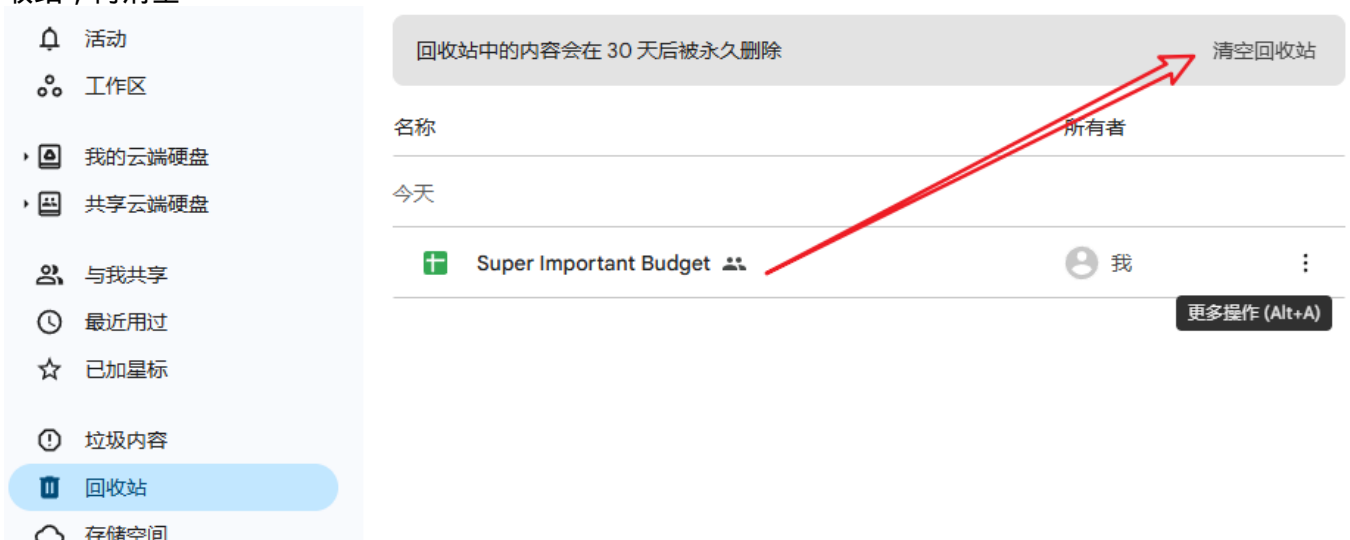 活动
工作区
我的云端硬盘
共享云端硬盘
与我共享
最近用过
已加星标
垃圾内容
回收站
存储空间
回收站中的内容会在 30 天后被永久删除 清空回收站
名称 所有者
今天
Super Important Budget 我
更多操作 (Alt+A)